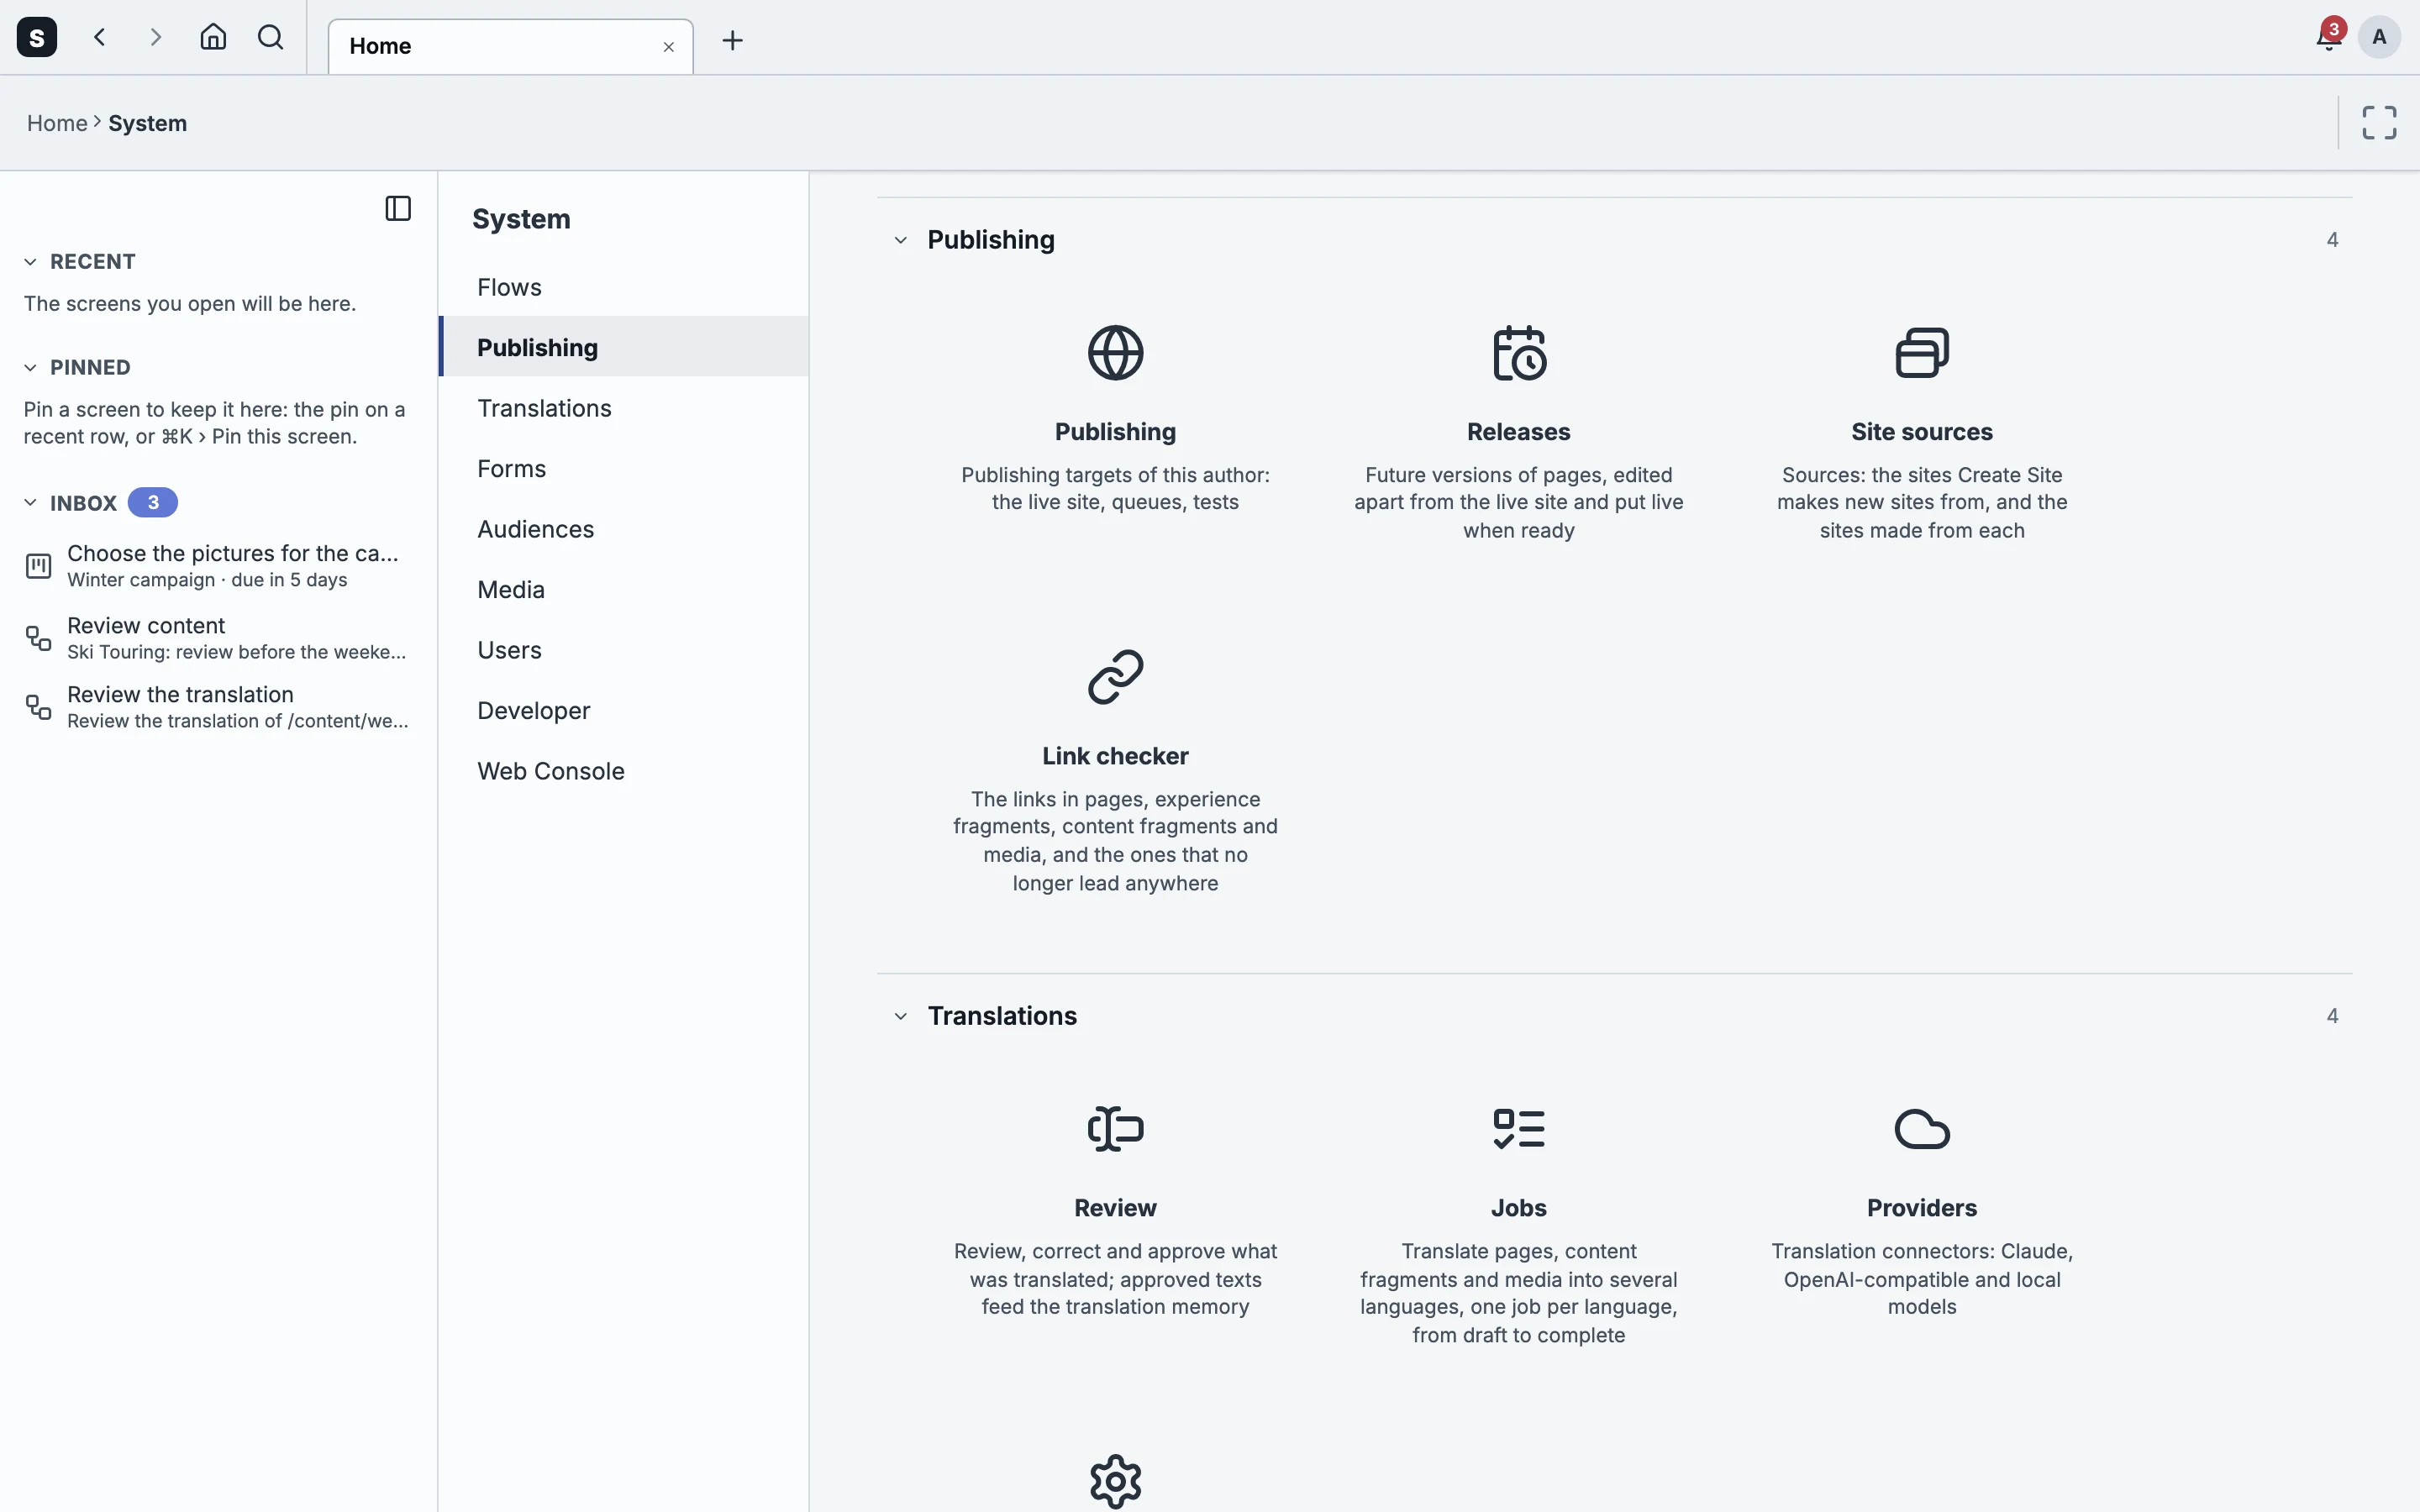 S
Home
3
A
Home > System
RECENT
The screens you open will be here.
PINNED
Pin a screen to keep it here: the pin on a
recent row, or ⌘K › Pin this screen.
INBOX 3
Choose the pictures for the ca...
Winter campaign · due in 5 days
Review content
Ski Touring: review before the weeke...
Review the translation
Review the translation of /content/we...
System
Flows
Publishing
Translations
Forms
Audiences
Media
Users
Developer
Web Console
Publishing
4
Publishing
Publishing targets of this author:
the live site, queues, tests
Releases
Future versions of pages, edited
apart from the live site and put live
when ready
Site sources
Sources: the sites Create Site
makes new sites from, and the
sites made from each
Link checker
The links in pages, experience
fragments, content fragments and
media, and the ones that no
longer lead anywhere
Translations
4
Review
Review, correct and approve what
was translated; approved texts
feed the translation memory
Jobs
Translate pages, content
fragments and media into several
languages, one job per language,
from draft to complete
Providers
Translation connectors: Claude,
OpenAI-compatible and local
models